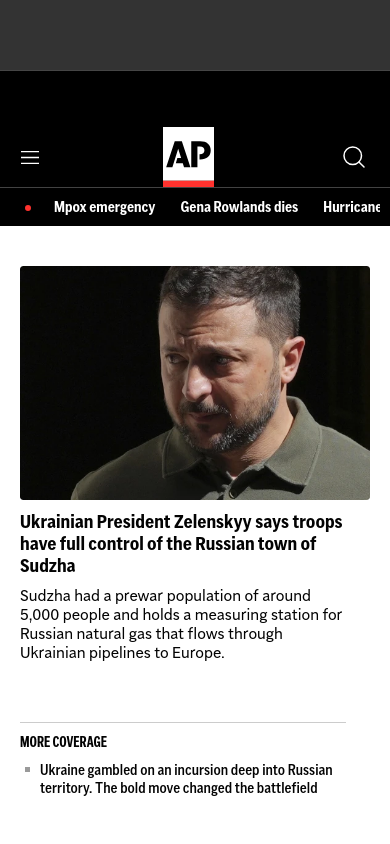 AP
Mpox emergency Gena Rowlands dies Hurricane
Ukrainian President Zelenskyy says troops
have full control of the Russian town of
Sudzha
Sudzha had a prewar population of around
5,000 people and holds a measuring station for
Russian natural gas that flows through
Ukrainian pipelines to Europe.
MORE COVERAGE
Ukraine gambled on an incursion deep into Russian
territory. The bold move changed the battlefield